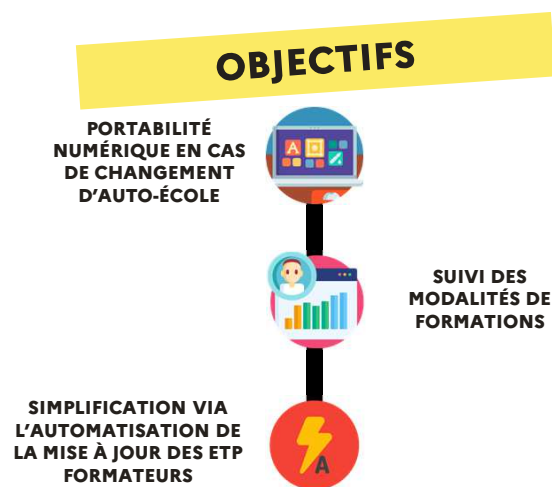 OBJECTIFS
PORTABILITÉ
NUMÉRIQUE EN CAS
DE CHANGEMENT
D'AUTO-ÉCOLE
A
SUIVI DES
MODALITÉS DE
FORMATIONS
SIMPLIFICATION VIA
L'AUTOMATISATION DE
LA MISE À JOUR DES ETP
FORMATEURS
A